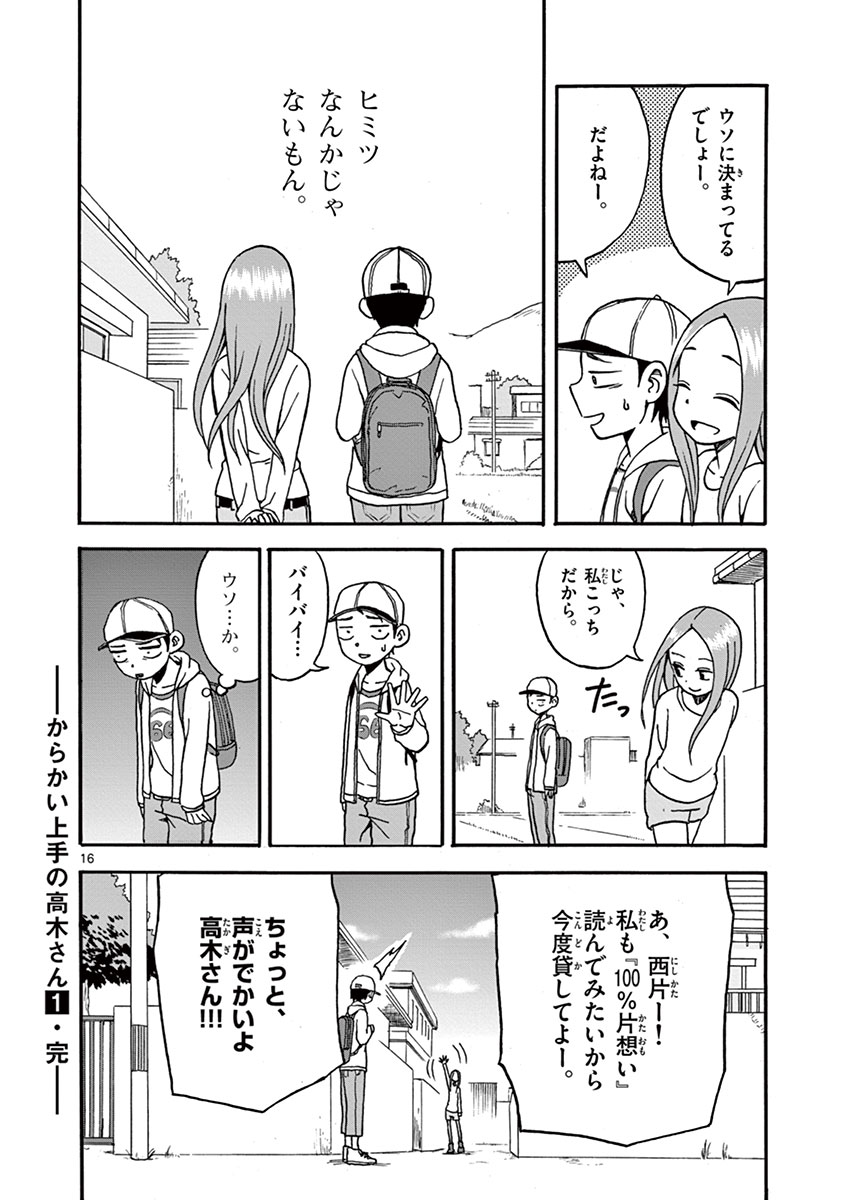 ウソに決まってる
でしょー。
だよねー。
ヒミツ
なんかじゃ
ないもん。
じゃ、
私こっち
だから。
たっ
バイバイ…
ウソ…か。
66
あ、西片ー!
私も『100%片想い』
読んでみたいから
今度貸してよー。
ちょっと、
声がでかいよ
高木さん!!!
16
――からかい上手の高木さん1・完――